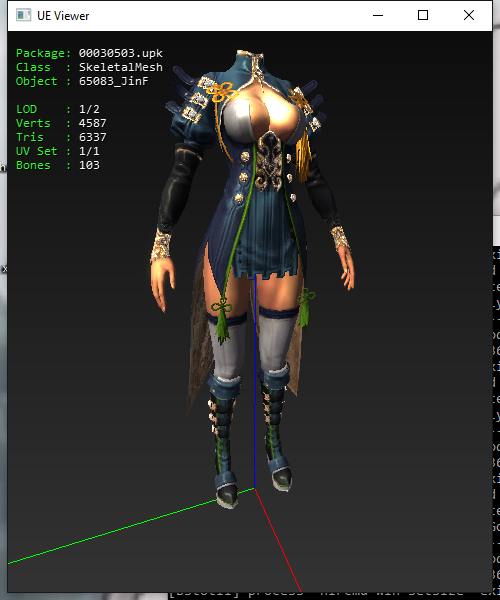 UE Viewer
Package: 00030503.upk
Class  : SkeletalMesh
Object : 65083_JinF
LOD    : 1/2
Verts  : 4587
Tris   : 6337
UV Set : 1/1
Bones  : 103